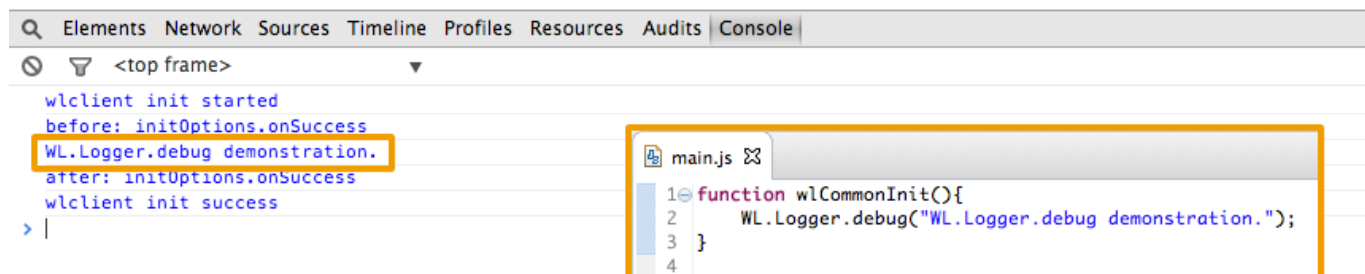 Elements Network Sources Timeline Profiles Resources Audits Console
<top frame>
wlclient init started
before: initOptions.onSuccess
WL.Logger.debug demonstration.
after: initOptions.onSuccess
wlclient init success
>
main.js
1 function wlCommonInit(){
2 WL.Logger.debug("WL.Logger.debug demonstration.");
3 }
4